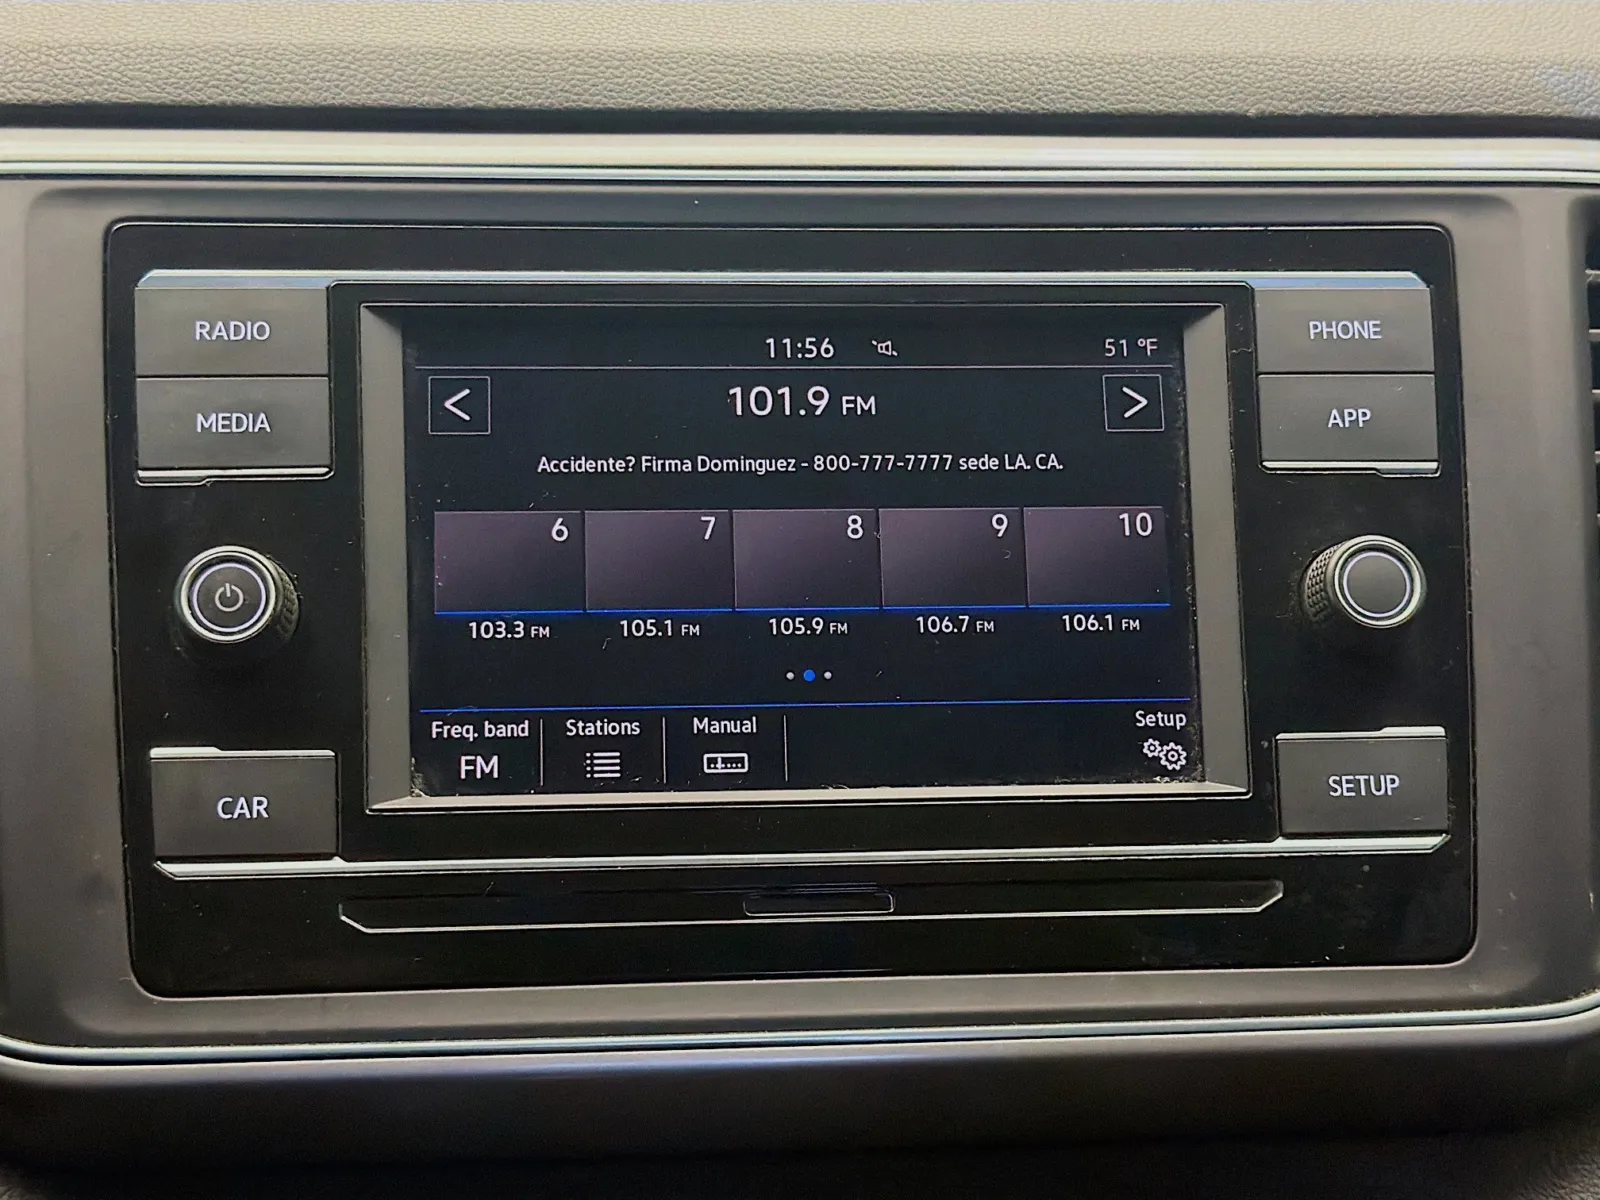 RADIO
MEDIA
CAR
11:56
51 °F
<
101.9 FM
>
Accidente? Firma Dominguez - 800-777-7777 sede LA. CA.
6 7 8 9 10
103.3 FM 105.1 FM 105.9 FM 106.7 FM 106.1 FM
Freq. band Stations Manual Setup
FM
PHONE
APP
SETUP